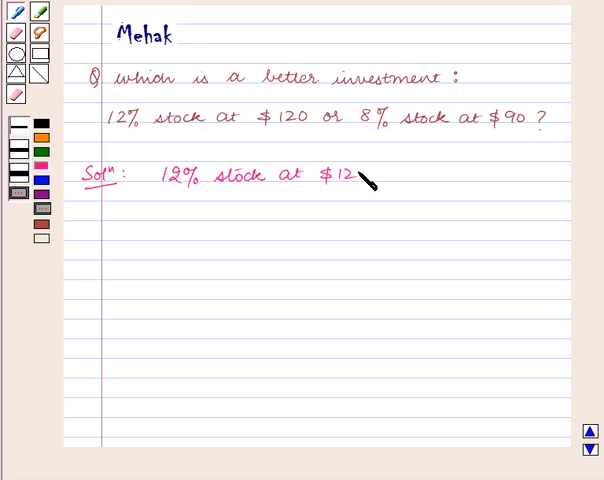 Mehak
Q which is a better investment :
12% stock at $ 120 or 8% stock at $ 90 ?
Solⁿ : 12% stock at $ 12